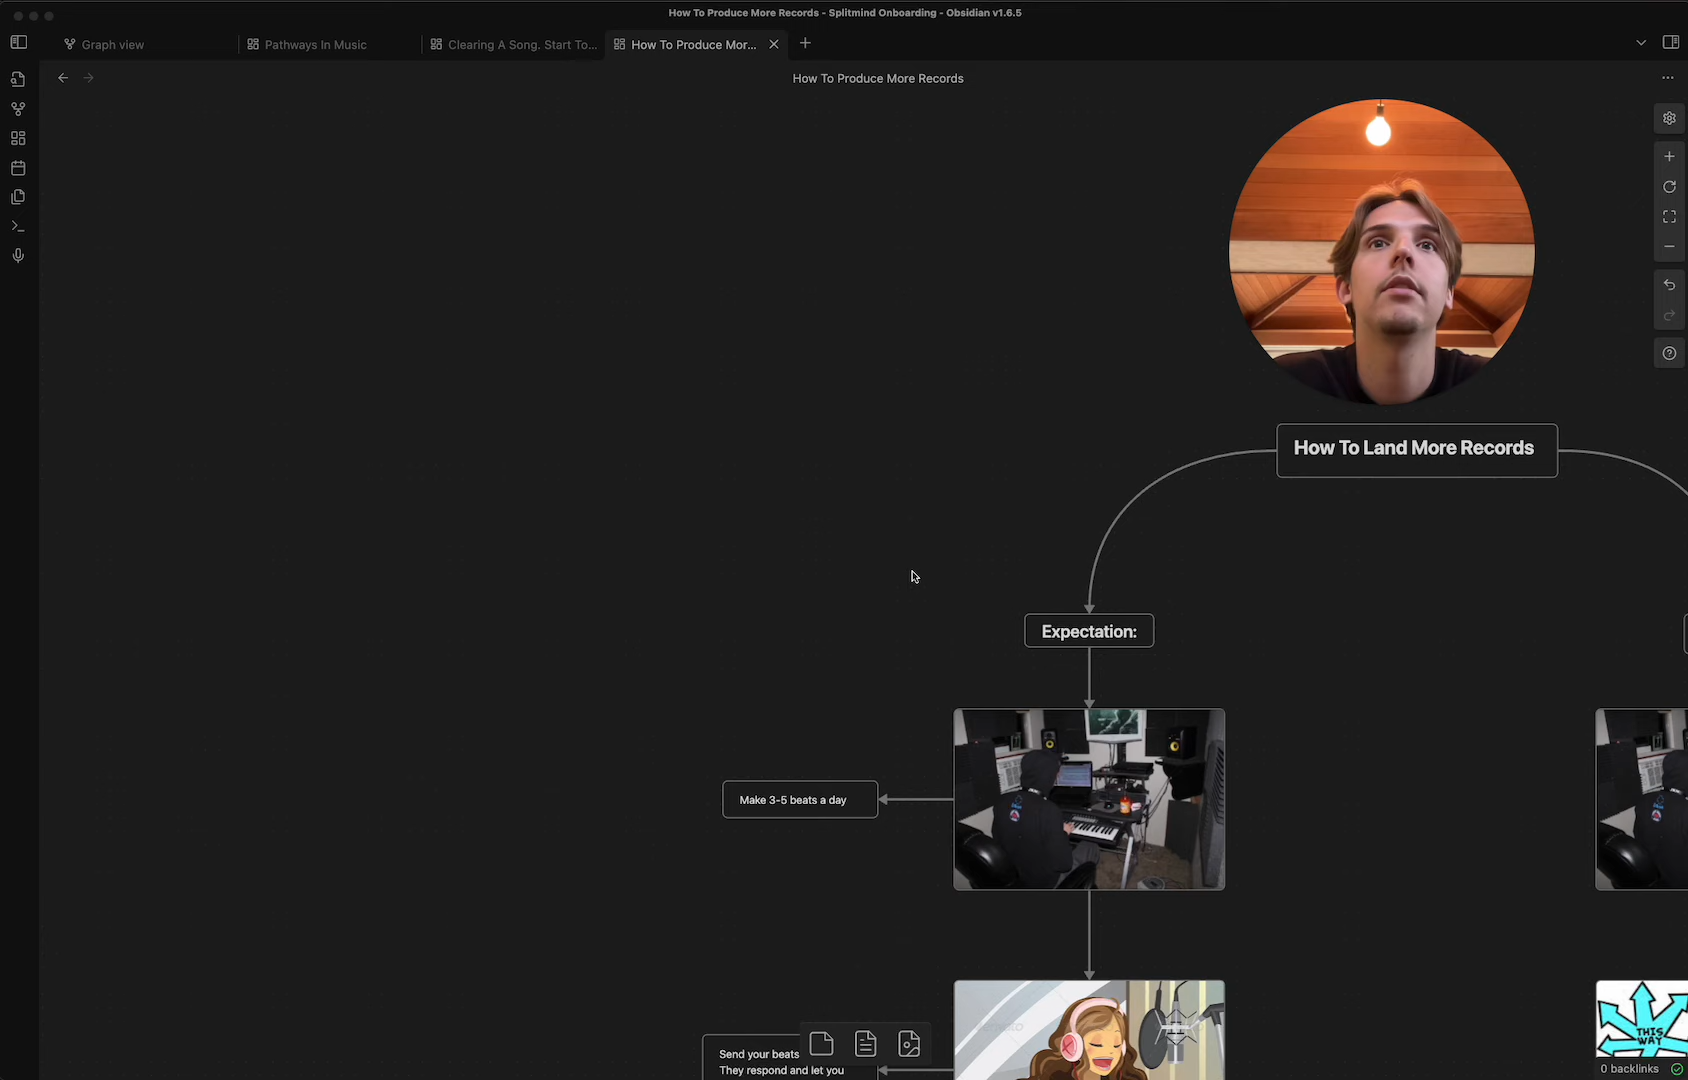 How To Produce More Records - Splitmind Onboarding - Obsidian v1.6.5
Graph view
Pathways In Music
Clearing A Song. Start To...
How To Produce Mor...
How To Produce More Records
How To Land More Records
Expectation:
Make 3-5 beats a day
Send your beats
They respond and let you
THIS
WAY
0 backlinks